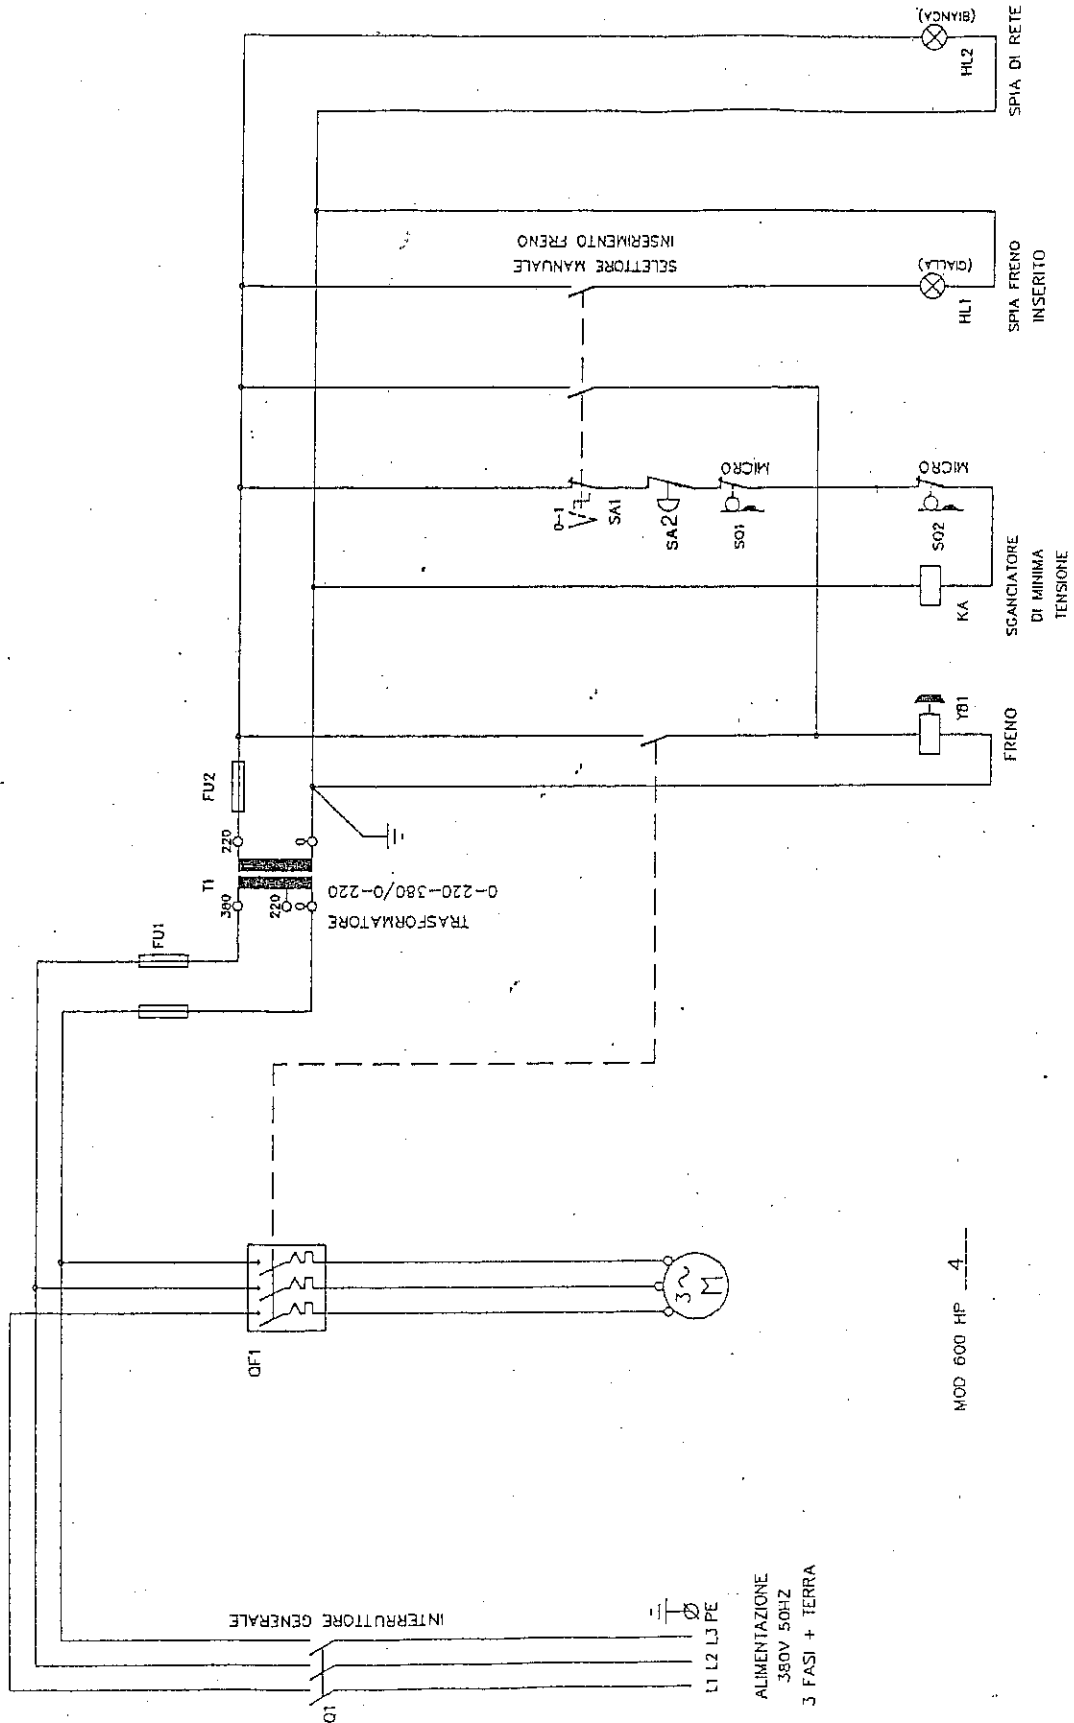 INTERRUTTORE GENERALE
Q1
L1 L2 L3 PE
ALIMENTAZIONE
380V 50HZ
3 FASI + TERRA
QF1
3~
M
MOD 600 HP 4
FU1
T1
380
220
0
220
0
TRASFORMATORE
0-220-380/0-220
FU2
YB1
FRENO
KA
SGANCIATORE
DI MINIMA
TENSIONE
0-1
SA1
SA2
SQ1
MICRO
SQ2
MICRO
SELETTORE MANUALE
INSERIMENTO FRENO
HL1
(GIALLA)
SPIA FRENO
INSERITO
HL2
(BIANCA)
SPIA DI RETE